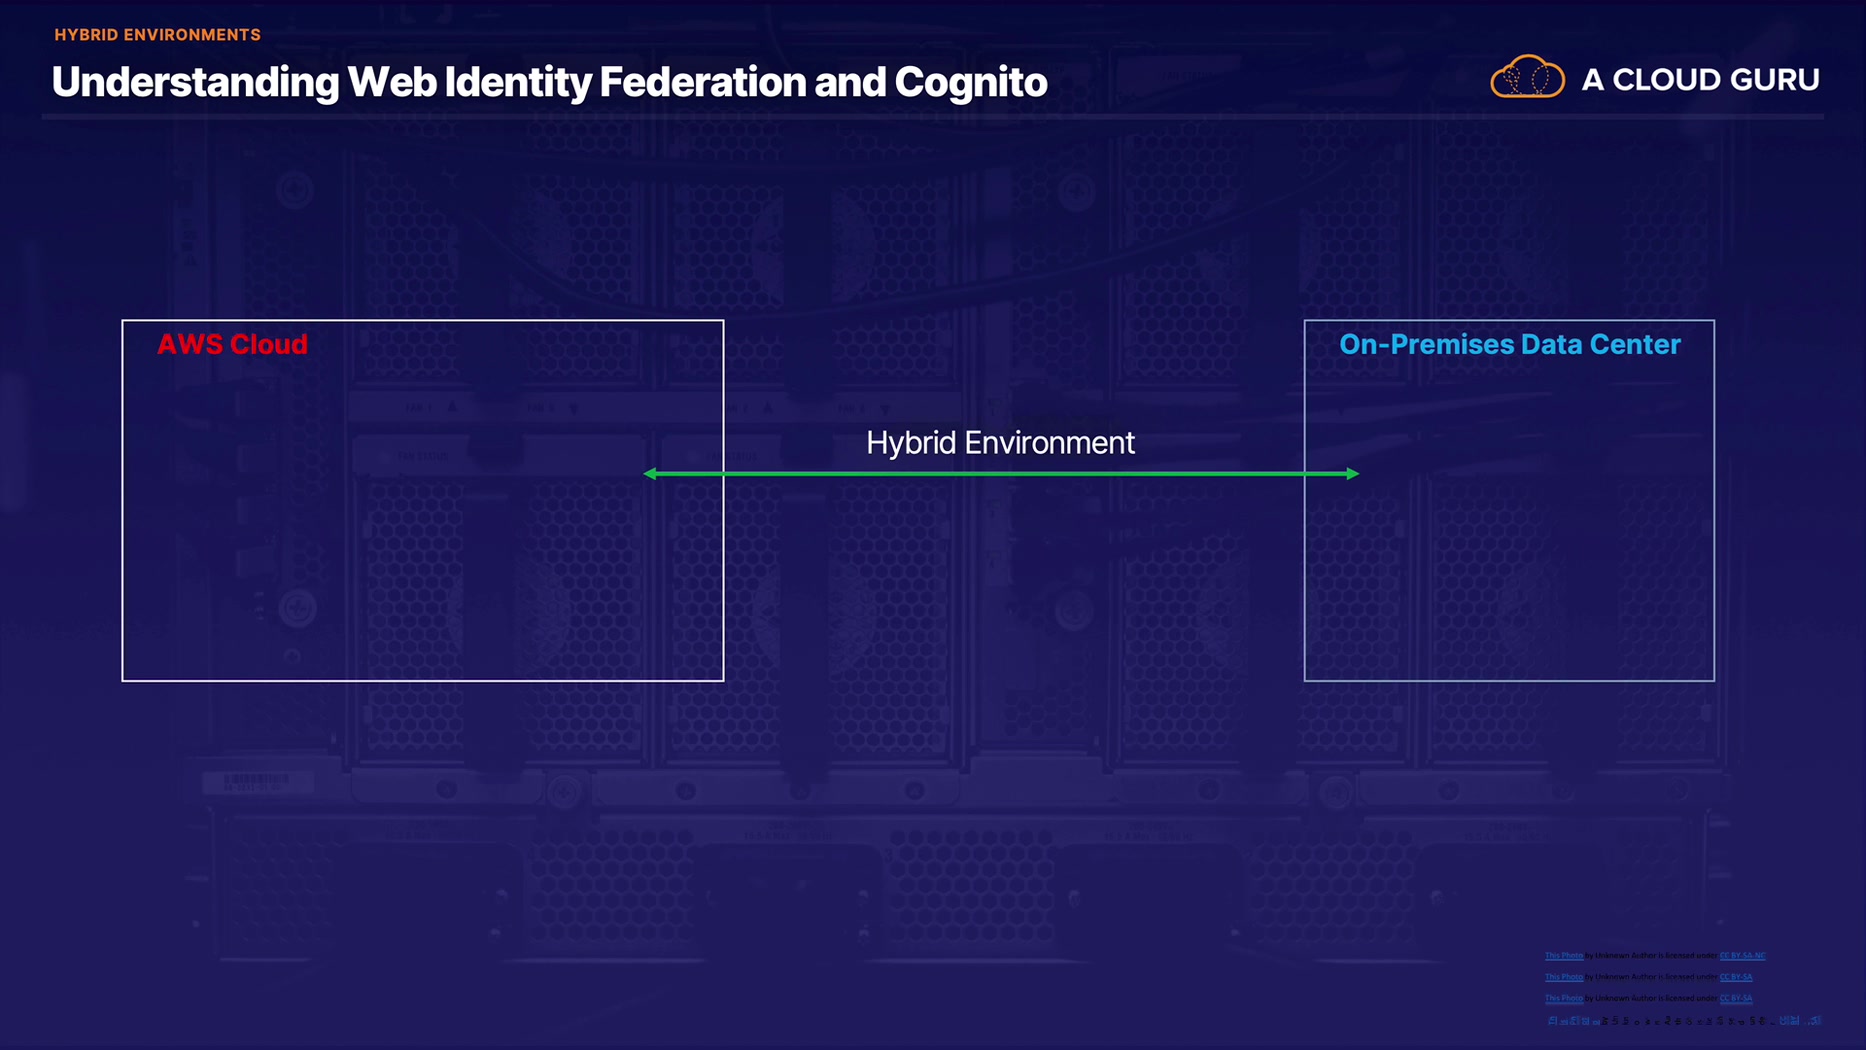 HYBRID ENVIRONMENTS
Understanding Web Identity Federation and Cognito
A CLOUD GURU
AWS Cloud
On-Premises Data Center
FAN STATUS
Hybrid Environment
This Photo by Unknown Author is licensed under CC BY-SA-NC
This Photo by Unknown Author is licensed under CC BY-SA
This Photo by Unknown Author is licensed under CC BY-SA